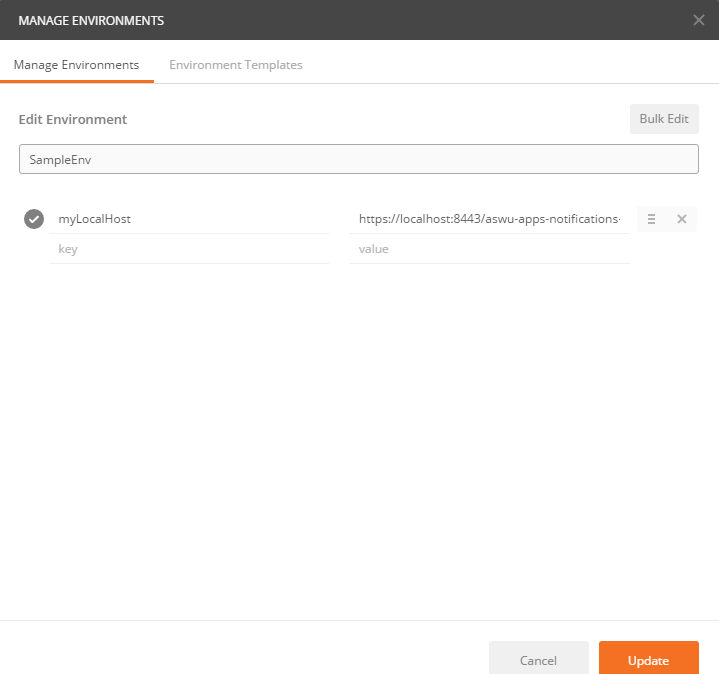 MANAGE ENVIRONMENTS
Manage Environments Environment Templates
Edit Environment Bulk Edit
SampleEnv
myLocalHost https://localhost:8443/aswu-apps-notifications-
key value
Cancel Update